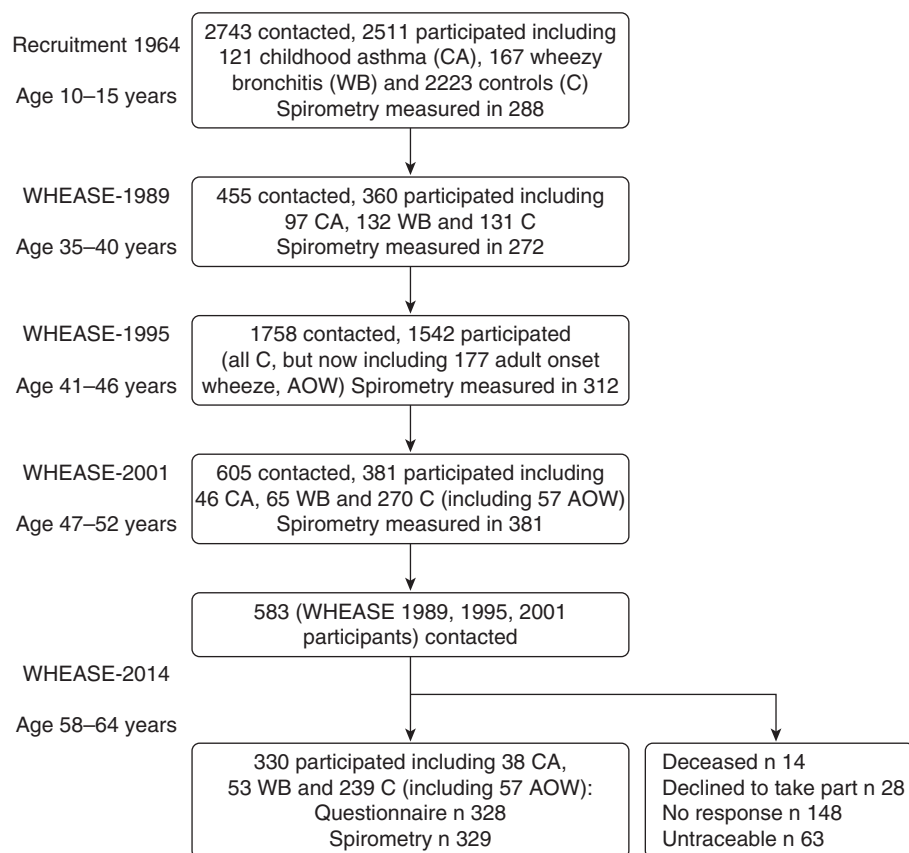 Recruitment 1964
Age 10–15 years
2743 contacted, 2511 participated including
121 childhood asthma (CA), 167 wheezy
bronchitis (WB) and 2223 controls (C)
Spirometry measured in 288
WHEASE-1989
Age 35–40 years
455 contacted, 360 participated including
97 CA, 132 WB and 131 C
Spirometry measured in 272
WHEASE-1995
Age 41–46 years
1758 contacted, 1542 participated
(all C, but now including 177 adult onset
wheeze, AOW) Spirometry measured in 312
WHEASE-2001
Age 47–52 years
605 contacted, 381 participated including
46 CA, 65 WB and 270 C (including 57 AOW)
Spirometry measured in 381
583 (WHEASE 1989, 1995, 2001
participants) contacted
WHEASE-2014
Age 58–64 years
330 participated including 38 CA,
53 WB and 239 C (including 57 AOW):
Questionnaire n 328
Spirometry n 329
Deceased n 14
Declined to take part n 28
No response n 148
Untraceable n 63